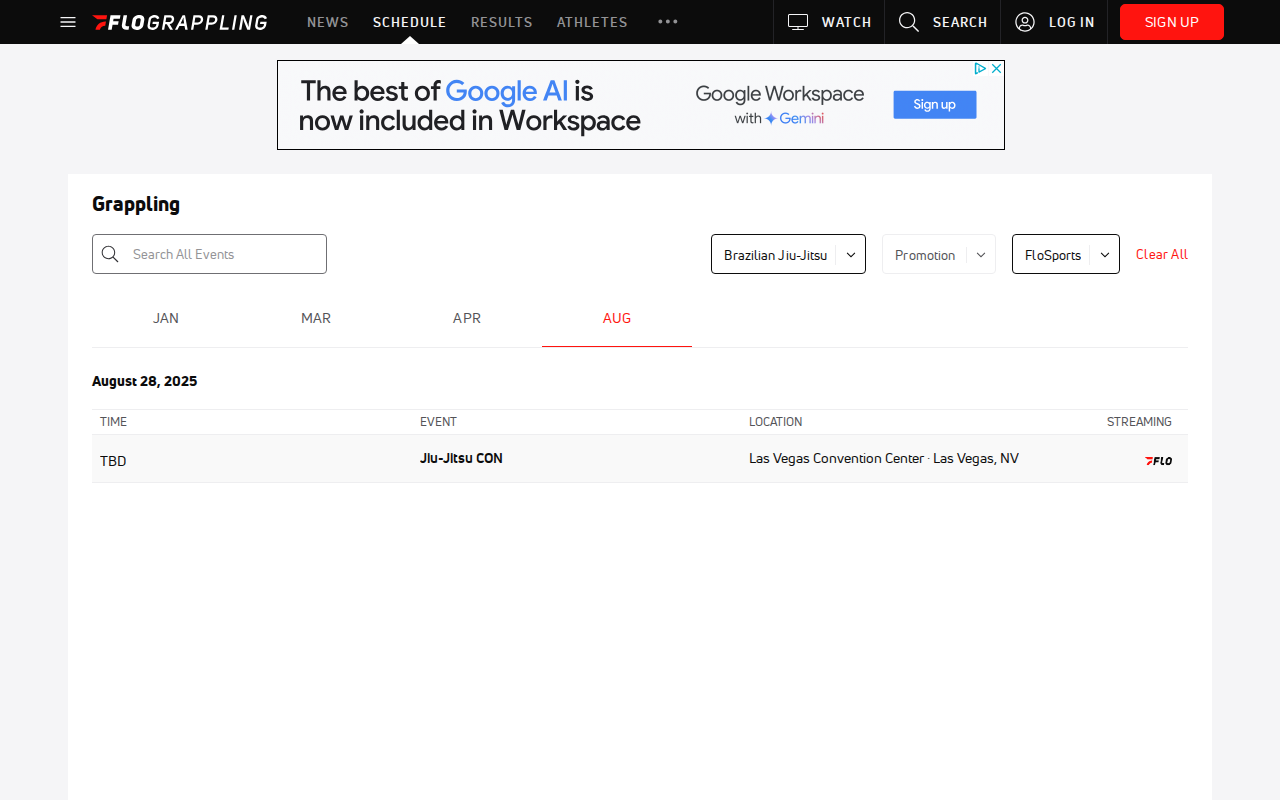 FLOGRAPPLING NEWS SCHEDULE RESULTS ATHLETES ••• WATCH SEARCH LOG IN SIGN UP
The best of Google AI is
now included in Workspace
Google Workspace
with Gemini
Sign up
Grappling
Search All Events Brazilian Jiu-Jitsu Promotion FloSports Clear All
JAN MAR APR AUG
August 28, 2025
TIME EVENT LOCATION STREAMING
TBD Jiu-Jitsu CON Las Vegas Convention Center · Las Vegas, NV FLO